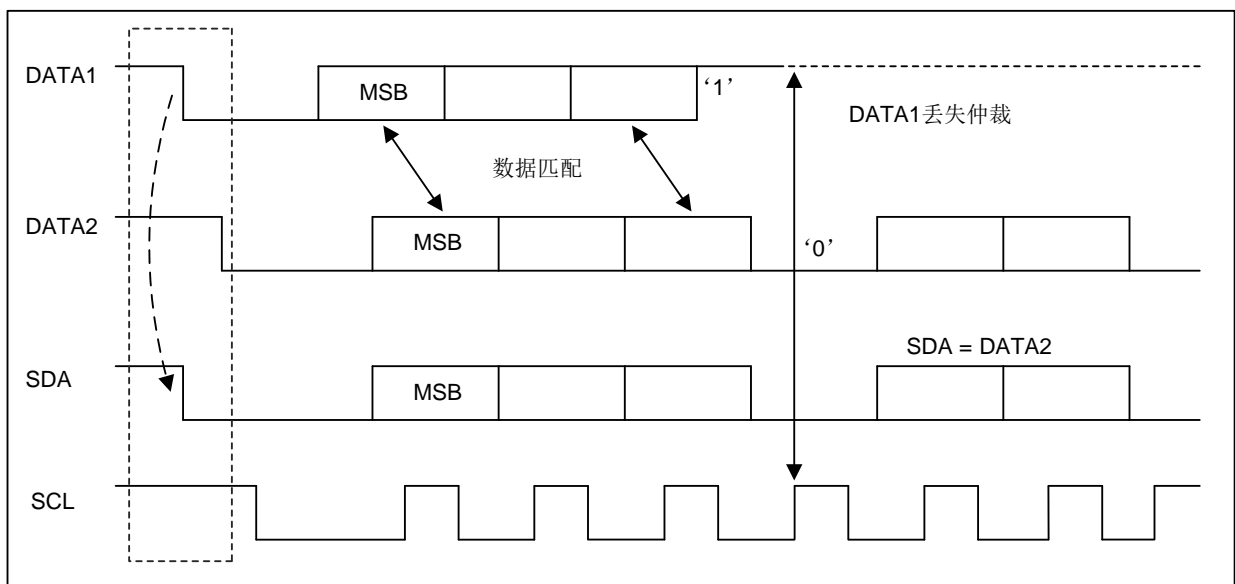 DATA1
MSB
‘1’
DATA1丢失仲裁
数据匹配
DATA2
MSB
‘0’
SDA = DATA2
SDA
MSB
SCL